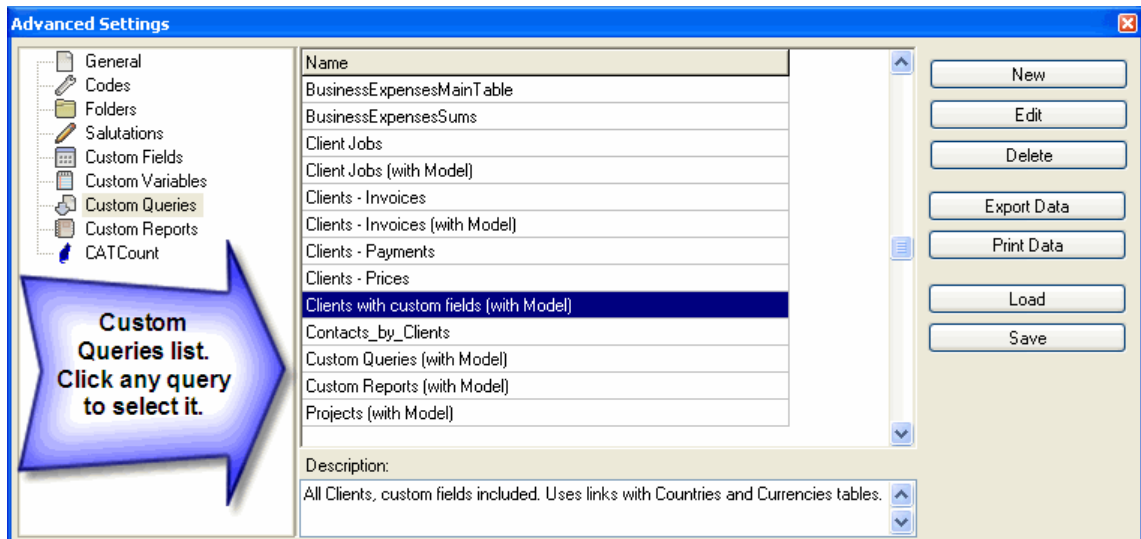 Advanced Settings
General
Codes
Folders
Salutations
Custom Fields
Custom Variables
Custom Queries
Custom Reports
CATCount
Custom
Queries list.
Click any query
to select it.
Name
BusinessExpensesMainTable
BusinessExpensesSums
Client Jobs
Client Jobs (with Model)
Clients - Invoices
Clients - Invoices (with Model)
Clients - Payments
Clients - Prices
Clients with custom fields (with Model)
Contacts_by_Clients
Custom Queries (with Model)
Custom Reports (with Model)
Projects (with Model)
Description:
All Clients, custom fields included. Uses links with Countries and Currencies tables.
New
Edit
Delete
Export Data
Print Data
Load
Save